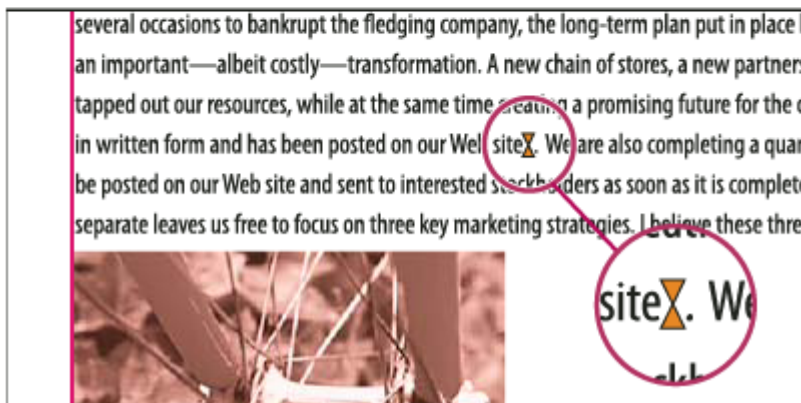 several occasions to bankrupt the fledging company, the long-term plan put in place
an important—albeit costly—transformation. A new chain of stores, a new partners
tapped out our resources, while at the same time creating a promising future for the
in written form and has been posted on our Web site. We are also completing a quar
be posted on our Web site and sent to interested stockholders as soon as it is complete
separate leaves us free to focus on three key marketing strategies. I believe these thre
site. We